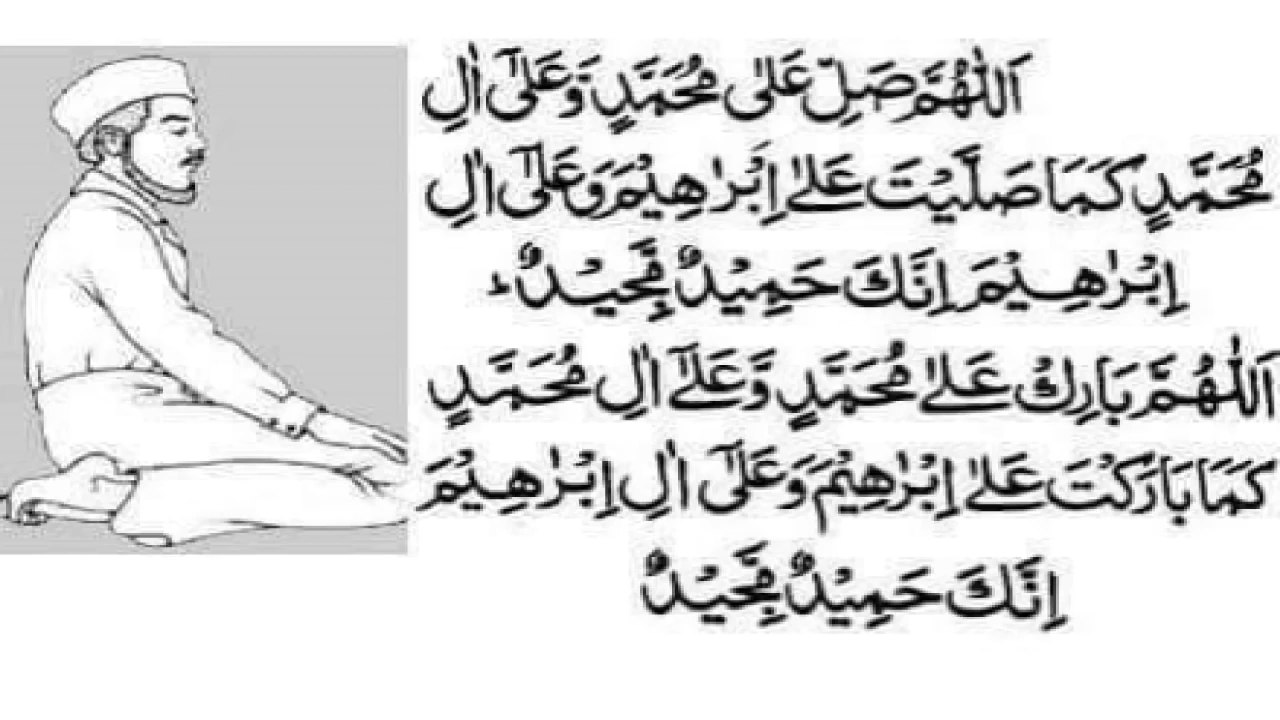 اَللّٰهُمَّ صَلِّ عَلٰی مُحَمَّدٍ وَّعَلٰٓی اٰلِ
مُحَمَّدٍ کَمَا صَلَّیْتَ عَلٰے اِبْرٰهِیْمَ وَعَلٰٓی اٰلِ
اِبْرٰهِیْمَ اِنَّکَ حَمِیْدٌ مَّجِیْدٌ ؕ
اَللّٰهُمَّ بَارِكْ عَلٰے مُحَمَّدٍ وَّعَلٰٓے اٰلِ مُحَمَّدٍ
کَمَا بَارَکْتَ عَلٰے اِبْرٰهِیْمَ وَعَلٰٓی اٰلِ اِبْرٰهِیْمَ
اِنَّکَ حَمِیْدٌ مَّجِیْدٌ